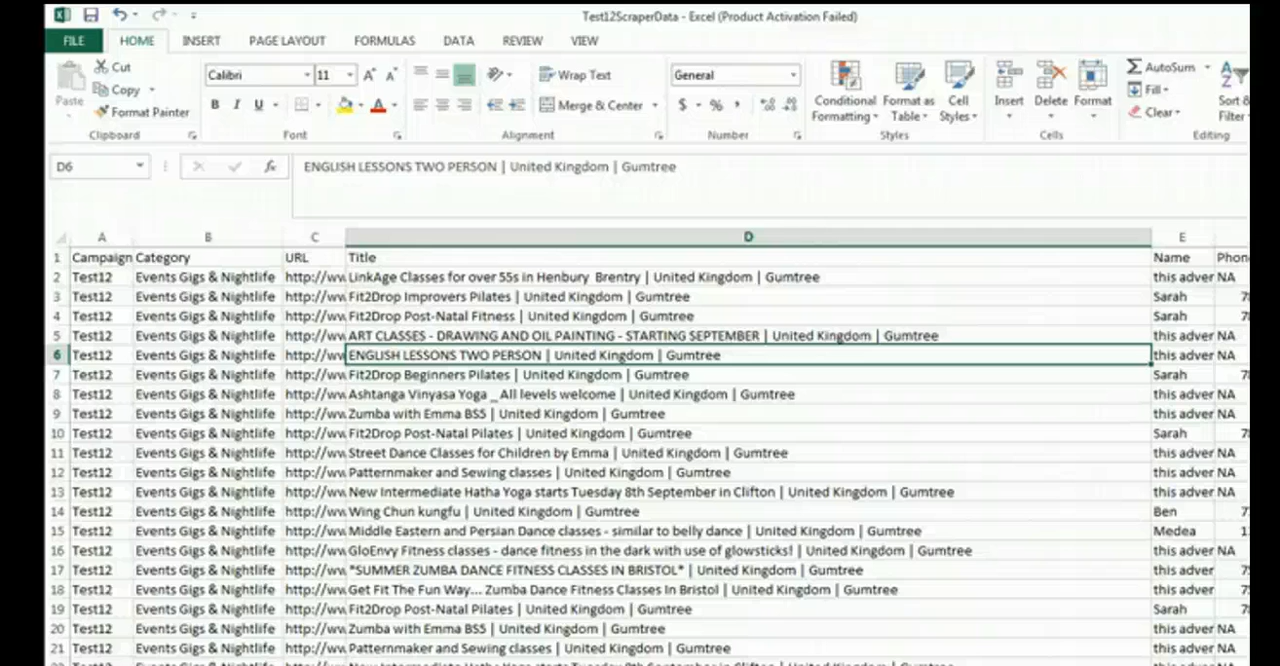 Test12ScraperData - Excel (Product Activation Failed)
FILE HOME INSERT PAGE LAYOUT FORMULAS DATA REVIEW VIEW
Cut
Copy
Format Painter
Paste
Clipboard
Calibri 11
B I U
Font
Wrap Text
Merge & Center
Alignment
General
$ % ,
Number
Conditional Formatting
Format as Table
Cell Styles
Styles
Insert Delete Format
Cells
AutoSum
Fill
Clear
Sort &
Filter
Editing
D6 fx ENGLISH LESSONS TWO PERSON | United Kingdom | Gumtree
A B C D E
1 Campaign Category URL Title Name Phon
2 Test12 Events Gigs & Nightlife http://ww LinkAge Classes for over 55s in Henbury Brentry | United Kingdom | Gumtree this adver NA
3 Test12 Events Gigs & Nightlife http://ww Fit2Drop Improvers Pilates | United Kingdom | Gumtree Sarah 7
4 Test12 Events Gigs & Nightlife http://ww Fit2Drop Post-Natal Fitness | United Kingdom | Gumtree Sarah 7
5 Test12 Events Gigs & Nightlife http://ww ART CLASSES - DRAWING AND OIL PAINTING - STARTING SEPTEMBER | United Kingdom | Gumtree this adver NA
6 Test12 Events Gigs & Nightlife http://ww ENGLISH LESSONS TWO PERSON | United Kingdom | Gumtree this adver NA
7 Test12 Events Gigs & Nightlife http://ww Fit2Drop Beginners Pilates | United Kingdom | Gumtree Sarah 7
8 Test12 Events Gigs & Nightlife http://ww Ashtanga Vinyasa Yoga _ All levels welcome | United Kingdom | Gumtree this adver NA
9 Test12 Events Gigs & Nightlife http://ww Zumba with Emma BS5 | United Kingdom | Gumtree this adver NA
10 Test12 Events Gigs & Nightlife http://ww Fit2Drop Post-Natal Pilates | United Kingdom | Gumtree Sarah 7
11 Test12 Events Gigs & Nightlife http://ww Street Dance Classes for Children by Emma | United Kingdom | Gumtree this adver NA
12 Test12 Events Gigs & Nightlife http://ww Patternmaker and Sewing classes | United Kingdom | Gumtree this adver NA
13 Test12 Events Gigs & Nightlife http://ww New Intermediate Hatha Yoga starts Tuesday 8th September in Clifton | United Kingdom | Gumtree this adver NA
14 Test12 Events Gigs & Nightlife http://ww Wing Chun kungfu | United Kingdom | Gumtree Ben 7
15 Test12 Events Gigs & Nightlife http://ww Middle Eastern and Persian Dance classes - similar to belly dance | United Kingdom | Gumtree Medea 1
16 Test12 Events Gigs & Nightlife http://ww GloEnvy Fitness classes - dance fitness in the dark with use of glowsticks! | United Kingdom | Gumtree this adver NA
17 Test12 Events Gigs & Nightlife http://ww *SUMMER ZUMBA DANCE FITNESS CLASSES IN BRISTOL* | United Kingdom | Gumtree this adver 7
18 Test12 Events Gigs & Nightlife http://ww Get Fit The Fun Way... Zumba Dance Fitness Classes In Bristol | United Kingdom | Gumtree this adver 7
19 Test12 Events Gigs & Nightlife http://ww Fit2Drop Post-Natal Pilates | United Kingdom | Gumtree Sarah 7
20 Test12 Events Gigs & Nightlife http://ww Zumba with Emma BS5 | United Kingdom | Gumtree this adver NA
21 Test12 Events Gigs & Nightlife http://ww Patternmaker and Sewing classes | United Kingdom | Gumtree this adver NA